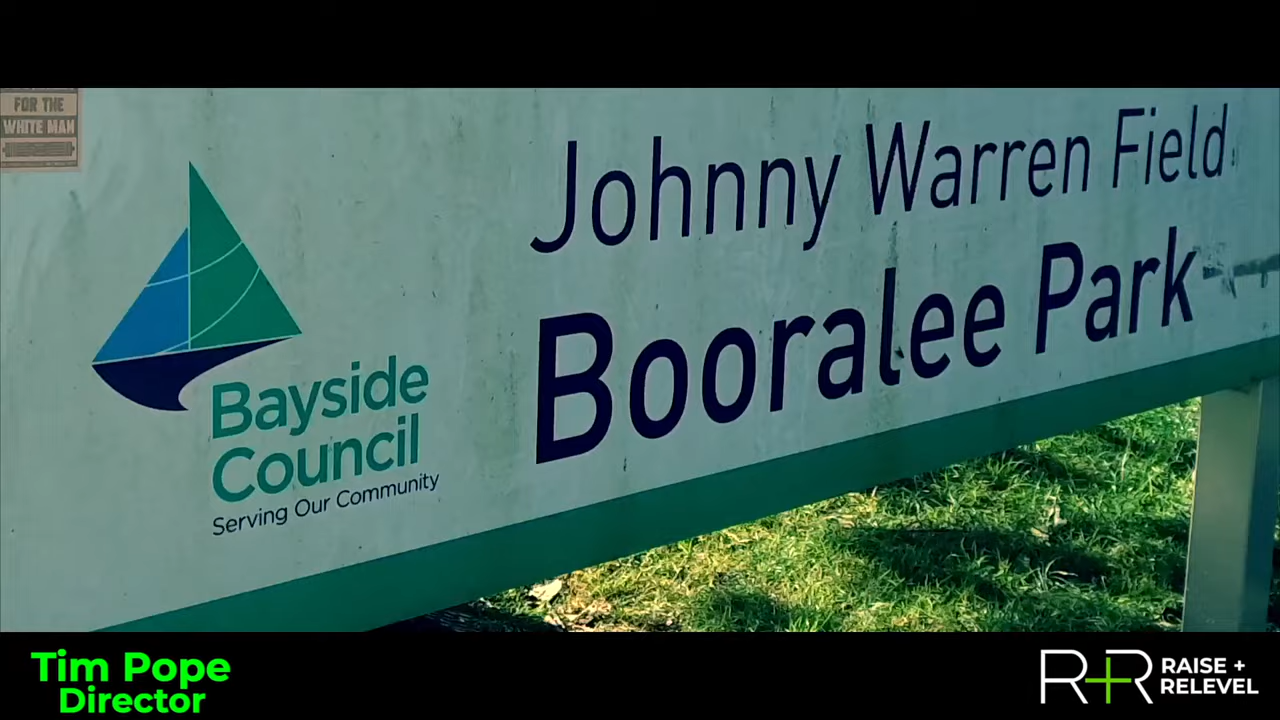 FOR THE
WHITE MAN
Johnny Warren Field
Booralee Park
Bayside
Council
Serving Our Community
Tim Pope
Director
R+R
RAISE +
RELEVEL